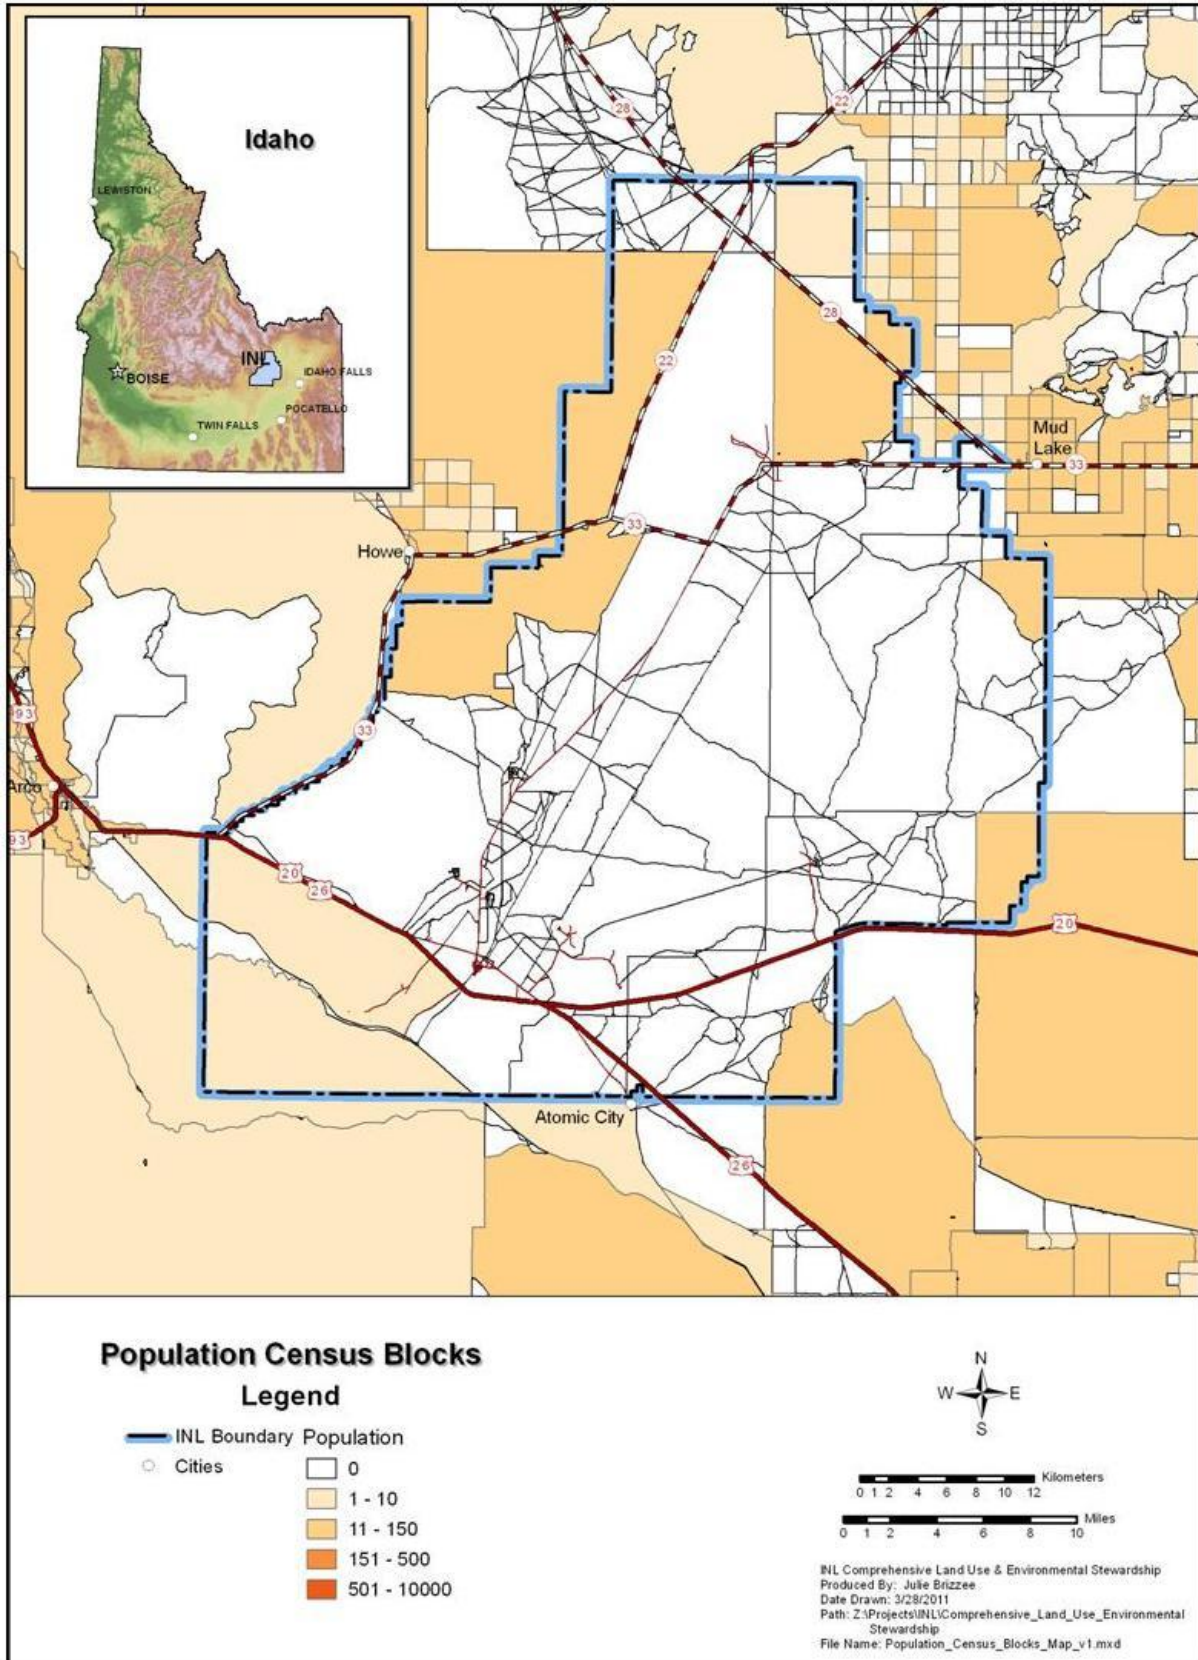 Idaho
LEWISTON
INL
BOISE
IDAHO FALLS
POCATELLO
TWIN FALLS
28
22
28
22
Mud
Lake
33
33
Howe
33
93
Arco
93
20
26
20
Atomic City
26
Population Census Blocks
Legend
INL Boundary
Cities
Population
0
1 - 10
11 - 150
151 - 500
501 - 10000
N
W E
S
Kilometers
0 1 2 4 6 8 10 12
Miles
0 1 2 4 6 8 10
INL Comprehensive Land Use & Environmental Stewardship
Produced By: Julie Brizzee
Date Drawn: 3/28/2011
Path: Z:\Projects\INL\Comprehensive_Land_Use_Environmental
Stewardship
File Name: Population_Census_Blocks_Map_v1.mxd